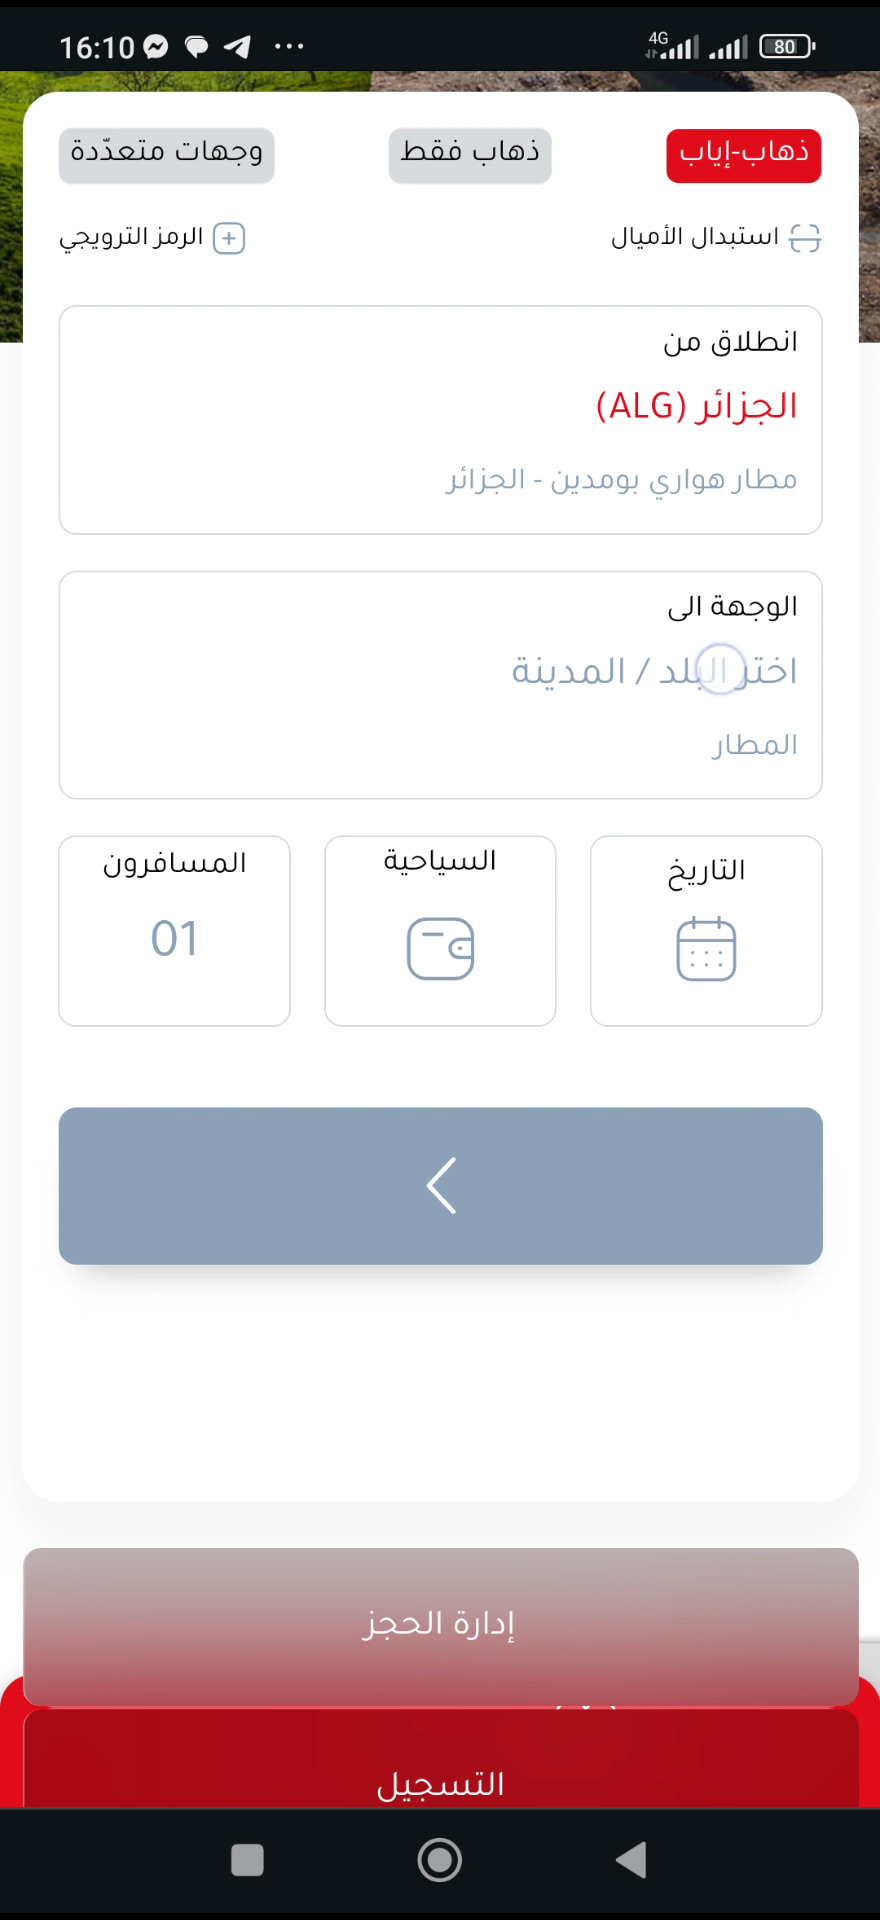 16:10
4G
80
ذهاب-إياب
ذهاب فقط
وجهات متعدّدة
استبدال الأميال
الرمز الترويجي
انطلاق من
الجزائر (ALG)
مطار هواري بومدين - الجزائر
الوجهة الى
اختر البلد / المدينة
المطار
التاريخ
السياحية
المسافرون
01
إدارة الحجز
التسجيل